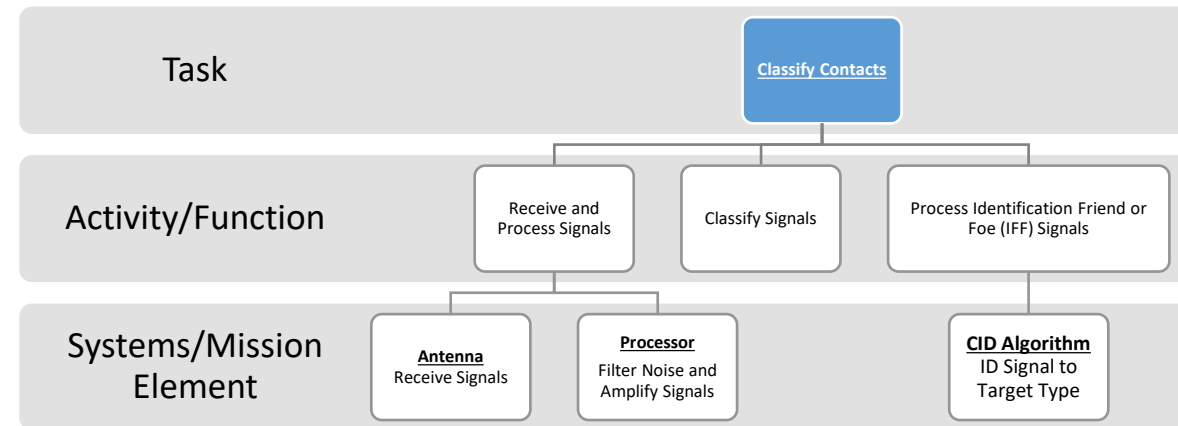 Task
Classify Contacts
Activity/Function
Receive and
Process Signals
Classify Signals
Process Identification Friend or
Foe (IFF) Signals
Systems/Mission
Element
Antenna
Receive Signals
Processor
Filter Noise and
Amplify Signals
CID Algorithm
ID Signal to
Target Type